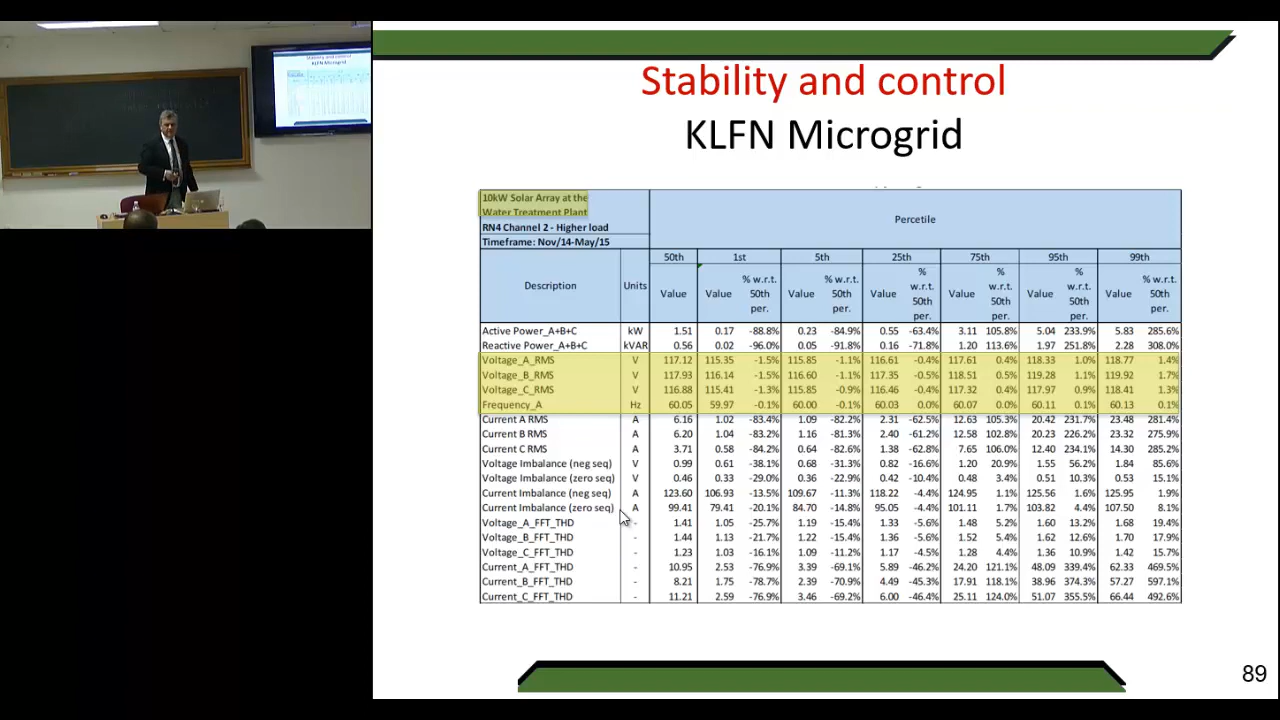 Stability and control
KLFN Microgrid
Stability and control
KLFN Microgrid
10kW Solar Array at the
Water Treatment Plant
RN4 Channel 2 - Higher load
Timeframe: Nov/14-May/15
Percetile
50th 1st 5th 25th 75th 95th 99th
Description Units Value Value % w.r.t. 50th per. Value % w.r.t. 50th per. Value % w.r.t. 50th per. Value % w.r.t. 50th per. Value % w.r.t. 50th per. Value % w.r.t. 50th per.
Active Power_A+B+C kW 1.51 0.17 -88.8% 0.23 -84.9% 0.55 -63.4% 3.11 105.8% 5.04 233.9% 5.83 285.6%
Reactive Power_A+B+C kVAR 0.56 0.02 -96.0% 0.05 -91.8% 0.16 -71.8% 1.20 113.6% 1.97 251.8% 2.28 308.0%
Voltage_A_RMS V 117.12 115.35 -1.5% 115.85 -1.1% 116.61 -0.4% 117.61 0.4% 118.33 1.0% 118.77 1.4%
Voltage_B_RMS V 117.93 116.14 -1.5% 116.60 -1.1% 117.35 -0.5% 118.51 0.5% 119.28 1.1% 119.92 1.7%
Voltage_C_RMS V 116.88 115.41 -1.3% 115.85 -0.9% 116.46 -0.4% 117.32 0.4% 117.97 0.9% 118.41 1.3%
Frequency_A Hz 60.05 59.97 -0.1% 60.00 -0.1% 60.03 0.0% 60.07 0.0% 60.11 0.1% 60.13 0.1%
Current A RMS A 6.16 1.02 -83.4% 1.09 -82.2% 2.31 -62.5% 12.63 105.3% 20.42 231.7% 23.48 281.4%
Current B RMS A 6.20 1.04 -83.2% 1.16 -81.3% 2.40 -61.2% 12.58 102.8% 20.23 226.2% 23.32 275.9%
Current C RMS A 3.71 0.58 -84.2% 0.64 -82.6% 1.38 -62.8% 7.65 106.0% 12.40 234.1% 14.30 285.2%
Voltage Imbalance (neg seq) V 0.99 0.61 -38.1% 0.68 -31.3% 0.82 -16.6% 1.20 20.9% 1.55 56.2% 1.84 85.6%
Voltage Imbalance (zero seq) V 0.46 0.33 -29.0% 0.36 -22.9% 0.42 -10.4% 0.48 3.4% 0.51 10.3% 0.53 15.1%
Current Imbalance (neg seq) A 123.60 106.93 -13.5% 109.67 -11.3% 118.22 -4.4% 124.95 1.1% 125.56 1.6% 125.95 1.9%
Current Imbalance (zero seq) A 99.41 79.41 -20.1% 84.70 -14.8% 95.05 -4.4% 101.11 1.7% 103.82 4.4% 107.50 8.1%
Voltage_A_FFT_THD - 1.41 1.05 -25.7% 1.19 -15.4% 1.33 -5.6% 1.48 5.2% 1.60 13.2% 1.68 19.4%
Voltage_B_FFT_THD - 1.44 1.13 -21.7% 1.22 -15.4% 1.36 -5.6% 1.52 5.4% 1.62 12.6% 1.70 17.9%
Voltage_C_FFT_THD - 1.23 1.03 -16.1% 1.09 -11.2% 1.17 -4.5% 1.28 4.4% 1.36 10.9% 1.42 15.7%
Current_A_FFT_THD - 10.95 2.53 -76.9% 3.39 -69.1% 5.89 -46.2% 24.20 121.1% 48.09 339.4% 62.33 469.5%
Current_B_FFT_THD - 8.21 1.75 -78.7% 2.39 -70.9% 4.49 -45.3% 17.91 118.1% 38.96 374.3% 57.27 597.1%
Current_C_FFT_THD - 11.21 2.59 -76.9% 3.46 -69.2% 6.00 -46.4% 25.11 124.0% 51.07 355.5% 66.44 492.6%
89